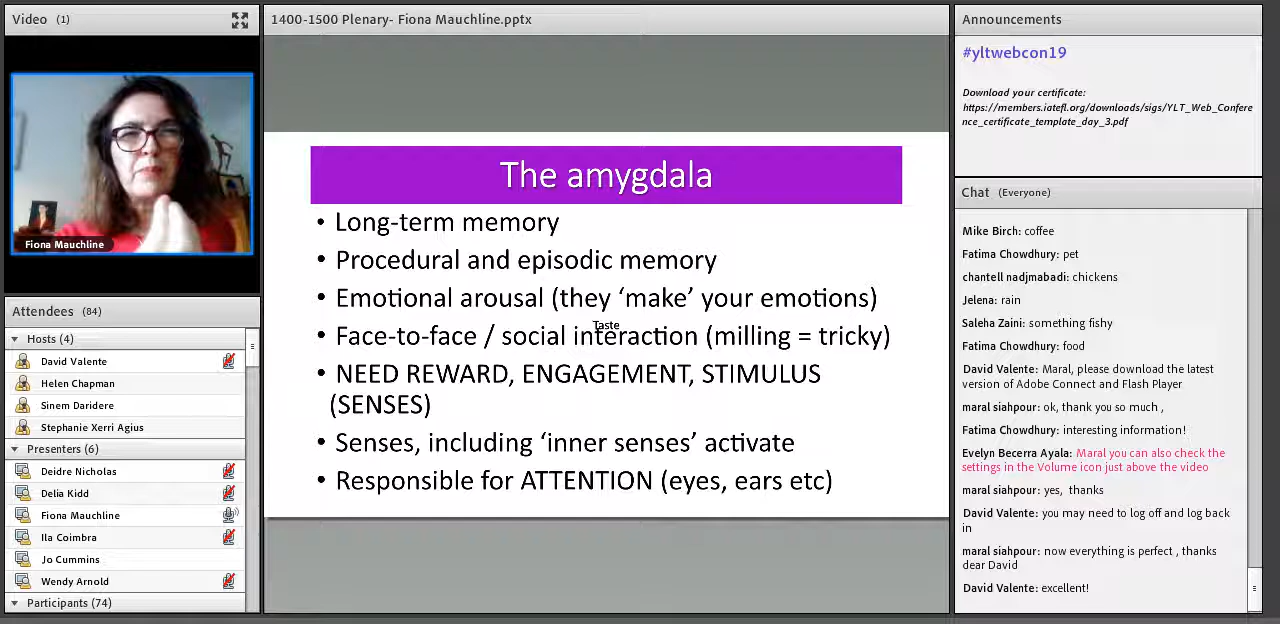 Video (1)
Fiona Mauchline
Attendees (84)
Hosts (4)
David Valente
Helen Chapman
Sinem Daridere
Stephanie Xerri Agius
Presenters (6)
Deidre Nicholas
Delia Kidd
Fiona Mauchline
Ila Coimbra
Jo Cummins
Wendy Arnold
Participants (74)
1400-1500 Plenary- Fiona Mauchline.pptx
The amygdala
• Long-term memory
• Procedural and episodic memory
• Emotional arousal (they ‘make’ your emotions)
Taste
• Face-to-face / social interaction (milling = tricky)
• NEED REWARD, ENGAGEMENT, STIMULUS
(SENSES)
• Senses, including ‘inner senses’ activate
• Responsible for ATTENTION (eyes, ears etc)
Announcements
#yltwebcon19
Download your certificate:
https://members.iatefl.org/downloads/sigs/YLT_Web_Confere
nce_certificate_template_day_3.pdf
Chat (Everyone)
Mike Birch: coffee
Fatima Chowdhury: pet
chantell nadjmabadi: chickens
Jelena: rain
Saleha Zaini: something fishy
Fatima Chowdhury: food
David Valente: Maral, please download the latest
version of Adobe Connect and Flash Player
maral siahpour: ok, thank you so much ,
Fatima Chowdhury: interesting information!
Evelyn Becerra Ayala: Maral you can also check the
settings in the Volume icon just above the video
maral siahpour: yes, thanks
David Valente: you may need to log off and log back
in
maral siahpour: now everything is perfect , thanks
dear David
David Valente: excellent!